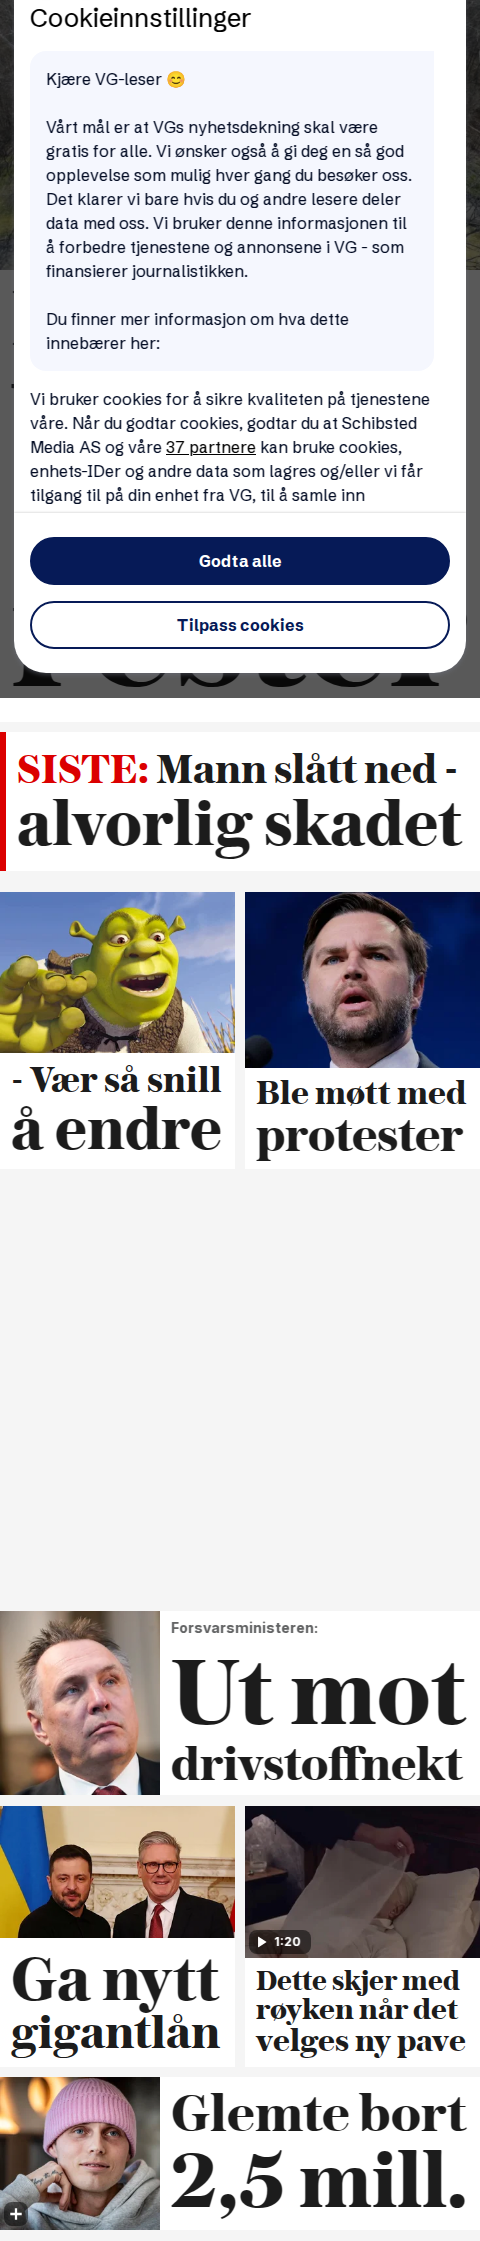 Cookieinnstillinger
Kjære VG-leser 😊
Vårt mål er at VGs nyhetsdekning skal være
gratis for alle. Vi ønsker også å gi deg en så god
opplevelse som mulig hver gang du besøker oss.
Det klarer vi bare hvis du og andre lesere deler
data med oss. Vi bruker denne informasjonen til
å forbedre tjenestene og annonsene i VG - som
finansierer journalistikken.
Du finner mer informasjon om hva dette
innebærer her:
Vi bruker cookies for å sikre kvaliteten på tjenestene
våre. Når du godtar cookies, godtar du at Schibsted
Media AS og våre 37 partnere kan bruke cookies,
enhets-IDer og andre data som lagres og/eller vi får
tilgang til på din enhet fra VG, til å samle inn
Godta alle
Tilpass cookies
SISTE: Mann slått ned -
alvorlig skadet
- Vær så snill
å endre
Ble møtt med
protester
Forsvarsministeren:
Ut mot
drivstoffnekt
Ga nytt
gigantlån
1:20
Dette skjer med
røyken når det
velges ny pave
Glemte bort
2,5 mill.